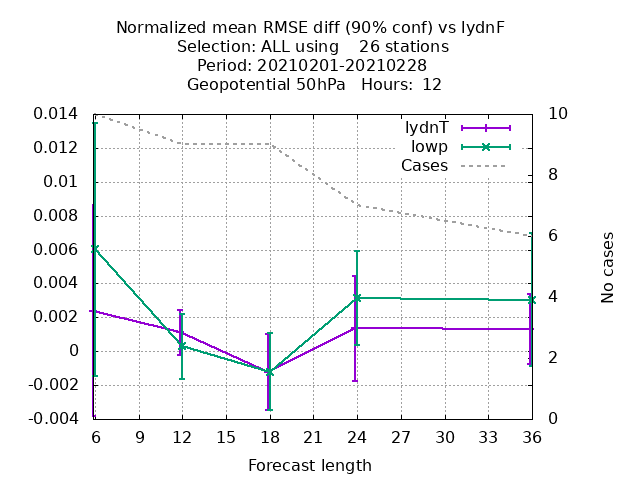 Normalized mean RMSE diff (90% conf) vs lydnF
Selection: ALL using    26 stations
Period: 20210201-20210228
Geopotential 50hPa   Hours:  12
lydnT
lowp
Cases
0.014
0.012
0.01
0.008
0.006
0.004
0.002
0
-0.002
-0.004
10
8
6
4
2
0
No cases
6 9 12 15 18 21 24 27 30 33 36
Forecast length